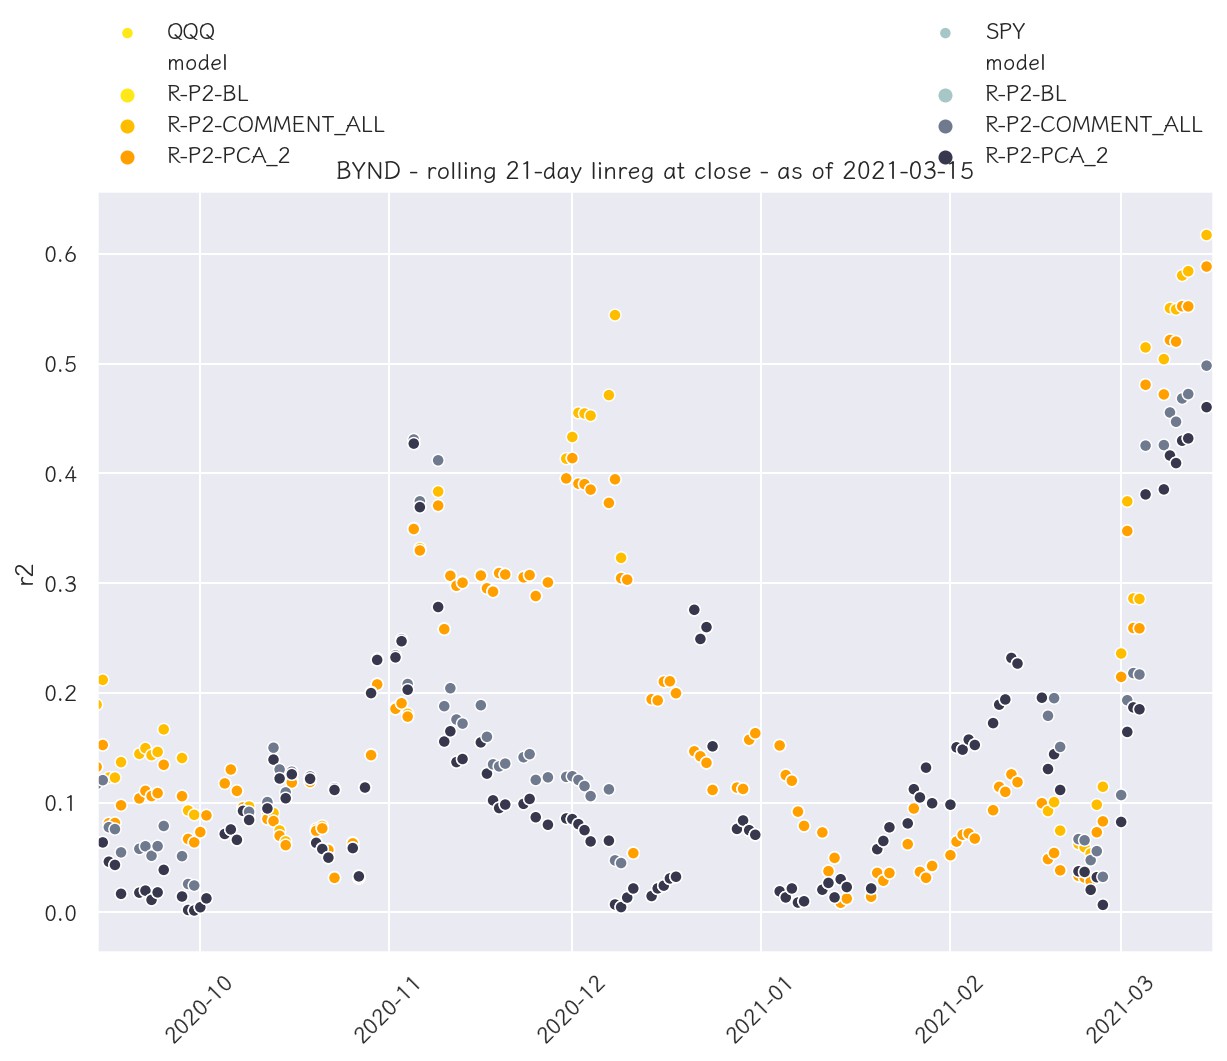 QQQ
model
R-P2-BL
R-P2-COMMENT_ALL
R-P2-PCA_2
SPY
model
R-P2-BL
R-P2-COMMENT_ALL
R-P2-PCA_2
BYND - rolling 21-day linreg at close - as of 2021-03-15
0.6
0.5
0.4
0.3
0.2
0.1
0.0
r2
2020-10
2020-11
2020-12
2021-01
2021-02
2021-03